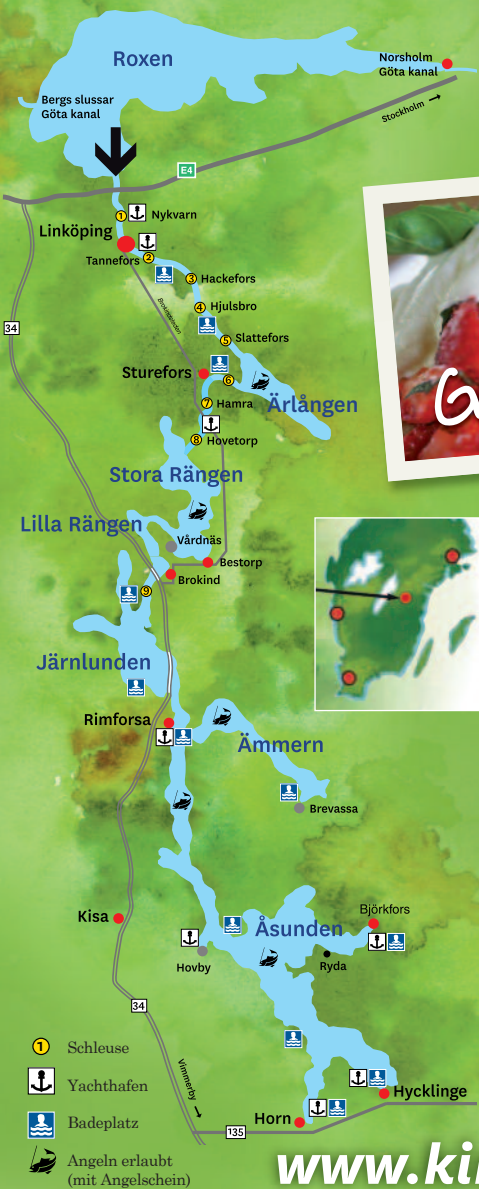 Roxen
Norsholm
Göta kanal
Bergs slussar
Göta kanal
Stockholm
E4
1
Nykvarn
Linköping
Tannefors
2
3
Hackefors
4
Hjulsbro
Brokindsleden
34
5
Slattefors
Sturefors
6
Ärlången
7
Hamra
8
Hovetorp
Stora Rängen
Lilla Rängen
Vårdnäs
Bestorp
Brokind
9
Järnlunden
Rimforsa
Ämmern
Brevassa
Kisa
Björkfors
Åsunden
Hovby
Ryda
34
Vimmerby
Hycklinge
Horn
135
1 Schleuse
Yachthafen
Badeplatz
Angeln erlaubt
(mit Angelschein)
www.ki